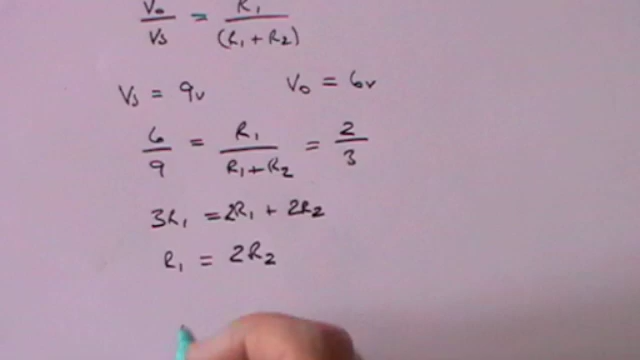 Vo/Vs = R1/(R1 + R2)
Vs = 9v Vo = 6v
6/9 = R1/R1+R2 = 2/3
3R1 = 2R1 + 2R2
R1 = 2R2